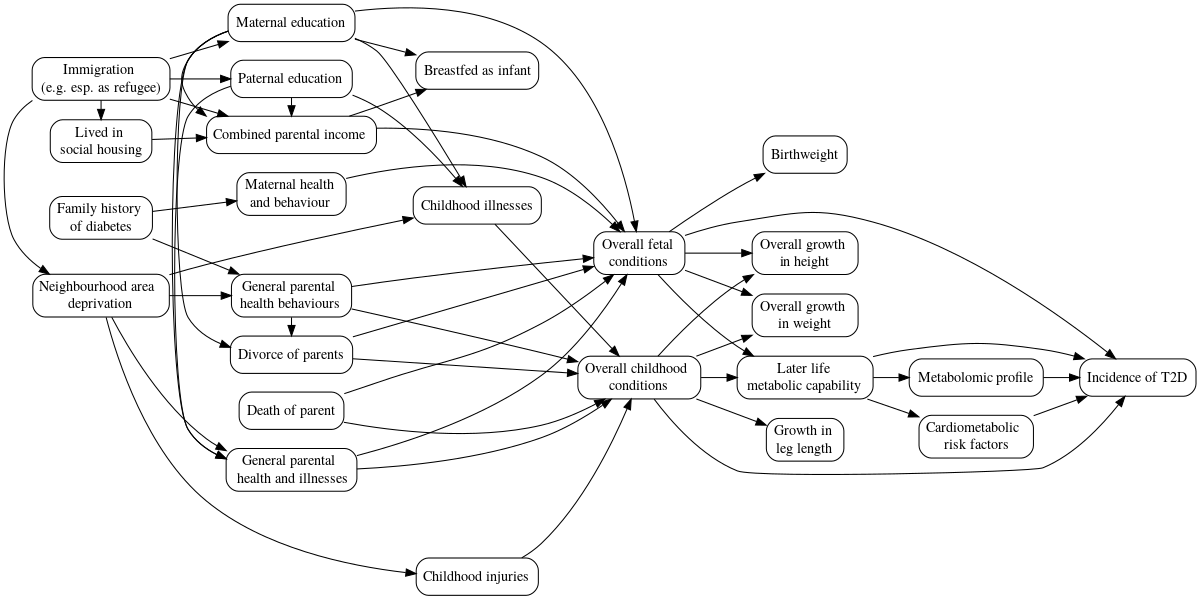 Maternal education
Immigration
(e.g. esp. as refugee)
Paternal education
Breastfed as infant
Lived in
social housing
Combined parental income
Birthweight
Maternal health
and behaviour
Family history
of diabetes
Childhood illnesses
Overall fetal
conditions
Overall growth
in height
Neighbourhood area
deprivation
General parental
health behaviours
Overall growth
in weight
Divorce of parents
Overall childhood
conditions
Later life
metabolic capability
Metabolomic profile
Incidence of T2D
Death of parent
Growth in
leg length
Cardiometabolic
risk factors
General parental
health and illnesses
Childhood injuries